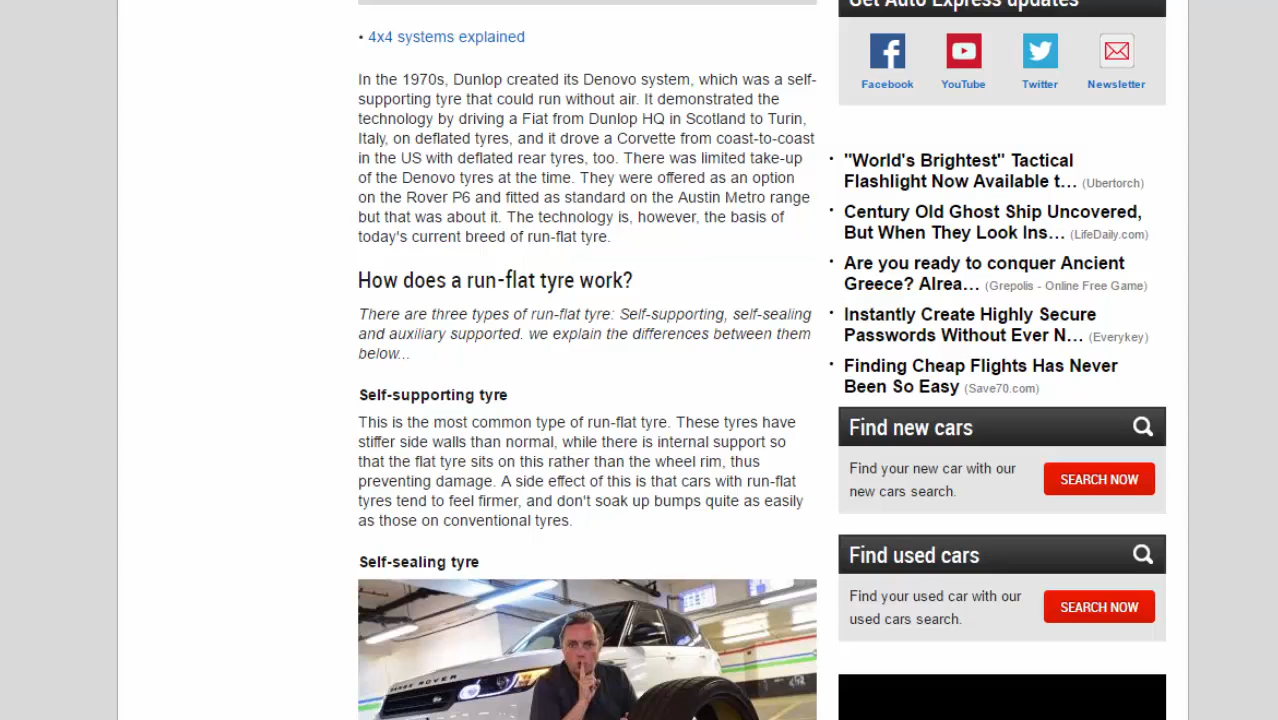 Get Auto Express updates
• 4x4 systems explained
In the 1970s, Dunlop created its Denovo system, which was a self-
supporting tyre that could run without air. It demonstrated the
technology by driving a Fiat from Dunlop HQ in Scotland to Turin,
Italy, on deflated tyres, and it drove a Corvette from coast-to-coast
in the US with deflated rear tyres, too. There was limited take-up
of the Denovo tyres at the time. They were offered as an option
on the Rover P6 and fitted as standard on the Austin Metro range
but that was about it. The technology is, however, the basis of
today's current breed of run-flat tyre.
How does a run-flat tyre work?
There are three types of run-flat tyre: Self-supporting, self-sealing
and auxiliary supported. we explain the differences between them
below...
Self-supporting tyre
This is the most common type of run-flat tyre. These tyres have
stiffer side walls than normal, while there is internal support so
that the flat tyre sits on this rather than the wheel rim, thus
preventing damage. A side effect of this is that cars with run-flat
tyres tend to feel firmer, and don't soak up bumps quite as easily
as those on conventional tyres.
Self-sealing tyre
RANGE ROVER
Facebook YouTube Twitter Newsletter
• "World's Brightest" Tactical
Flashlight Now Available t… (Ubertorch)
• Century Old Ghost Ship Uncovered,
But When They Look Ins… (LifeDaily.com)
• Are you ready to conquer Ancient
Greece? Alrea… (Grepolis - Online Free Game)
• Instantly Create Highly Secure
Passwords Without Ever N… (Everykey)
• Finding Cheap Flights Has Never
Been So Easy (Save70.com)
Find new cars
Find your new car with our
new cars search.
SEARCH NOW
Find used cars
Find your used car with our
used cars search.
SEARCH NOW